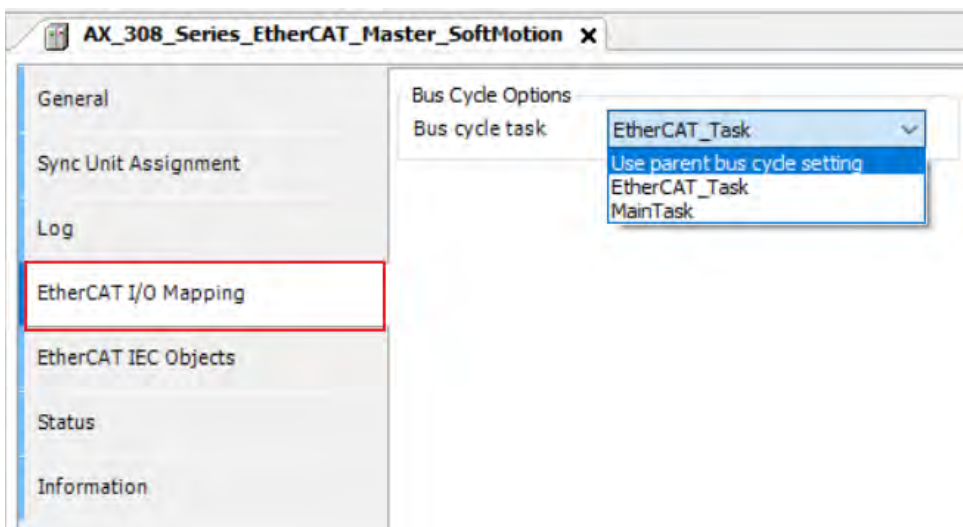 AX_308_Series_EtherCAT_Master_SoftMotion X
General
Sync Unit Assignment
Log
EtherCAT I/O Mapping
EtherCAT IEC Objects
Status
Information
Bus Cycle Options
Bus cycle task EtherCAT_Task
Use parent bus cycle setting
EtherCAT_Task
MainTask